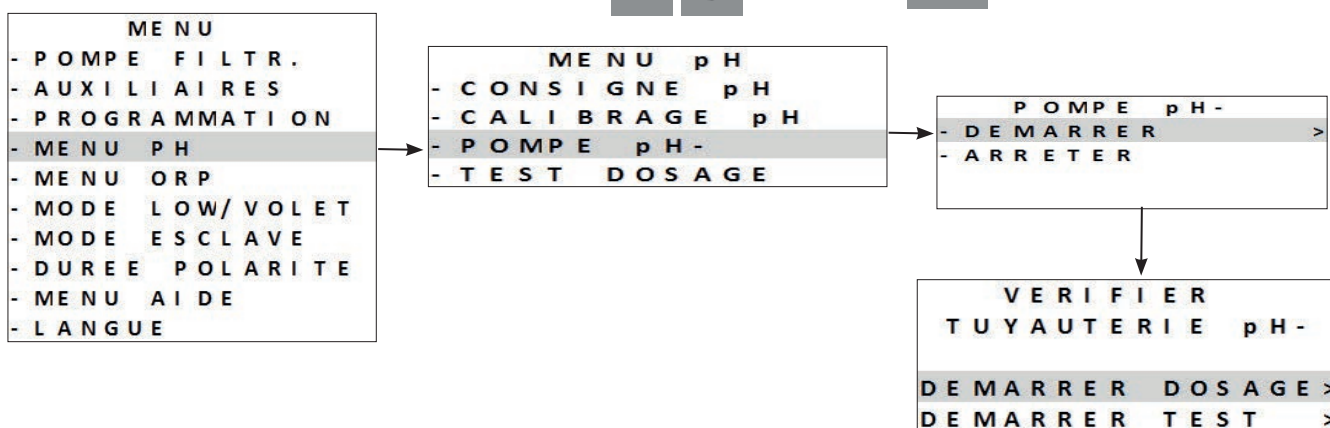 MENU
- POMPE FILTR.
- AUXILIAIRES
- PROGRAMMATION
- MENU PH
- MENU ORP
- MODE LOW/VOLET
- MODE ESCLAVE
- DUREE POLARITE
- MENU AIDE
- LANGUE
MENU pH
- CONSIGNE pH
- CALIBRAGE pH
- POMPE pH-
- TEST DOSAGE
POMPE pH-
- DEMARRER >
- ARRETER
VERIFIER
TUYAUTERIE pH-
DEMARRER DOSAGE >
DEMARRER TEST >